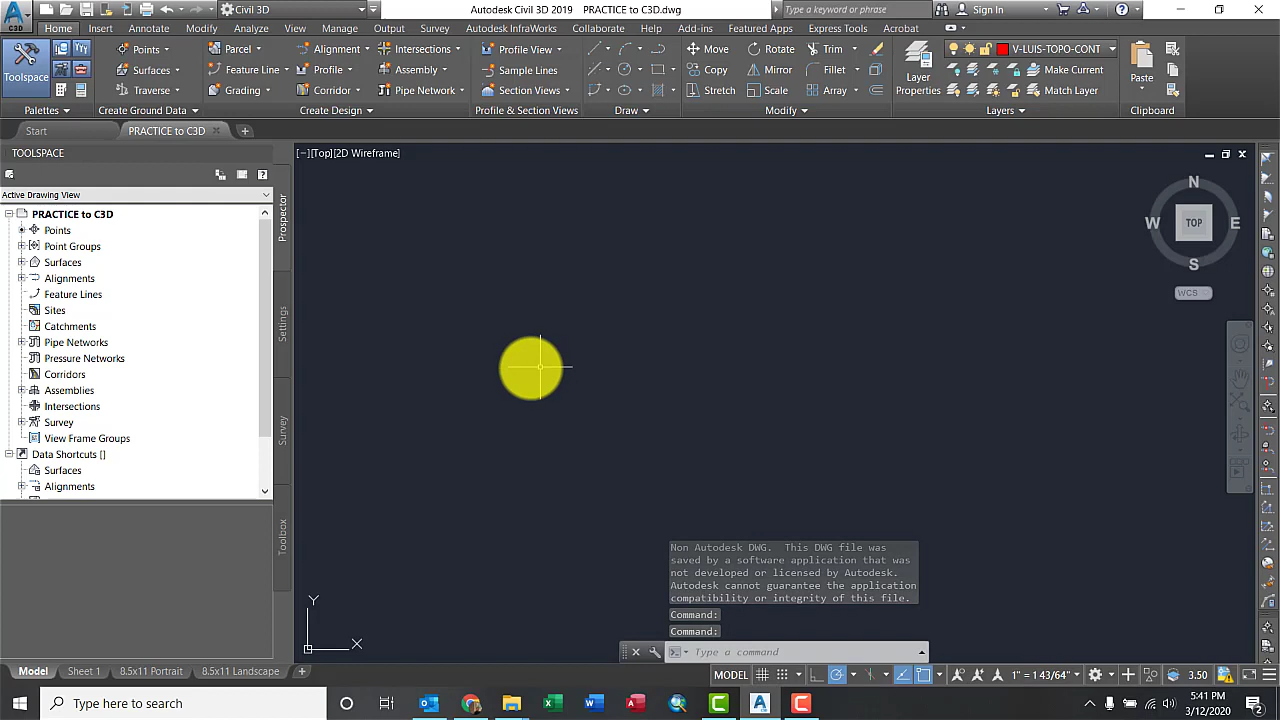 C3D
Civil 3D
Autodesk Civil 3D 2019 PRACTICE to C3D.dwg
Type a keyword or phrase
Sign In
Home Insert Annotate Modify Analyze View Manage Output Survey Autodesk InfraWorks Collaborate Help Add-ins Featured Apps Express Tools Acrobat
Toolspace
Points
Surfaces
Traverse
Parcel
Feature Line
Grading
Alignment
Profile
Corridor
Intersections
Assembly
Pipe Network
Profile View
Sample Lines
Section Views
Move
Copy
Stretch
Rotate
Mirror
Scale
Trim
Fillet
Array
Layer
Properties
V-LUIS-TOPO-CONT
Make Current
Match Layer
Paste
Palettes Create Ground Data Create Design Profile & Section Views Draw Modify Layers Clipboard
Start PRACTICE to C3D
TOOLSPACE
Active Drawing View
PRACTICE to C3D
Points
Point Groups
Surfaces
Alignments
Feature Lines
Sites
Catchments
Pipe Networks
Pressure Networks
Corridors
Assemblies
Intersections
Survey
View Frame Groups
Data Shortcuts []
Surfaces
Alignments
Prospector
Settings
Survey
Toolbox
[−][Top][2D Wireframe]
N
W TOP E
S
WCS
Y
X
Non Autodesk DWG. This DWG file was
saved by a software application that was
not developed or licensed by Autodesk.
Autodesk cannot guarantee the application
compatibility or integrity of this file.
Command:
Command:
Type a command
Model Sheet 1 8.5x11 Portrait 8.5x11 Landscape
MODEL 1" = 1 43/64" 3.50
Type here to search
5:41 PM
3/12/2020